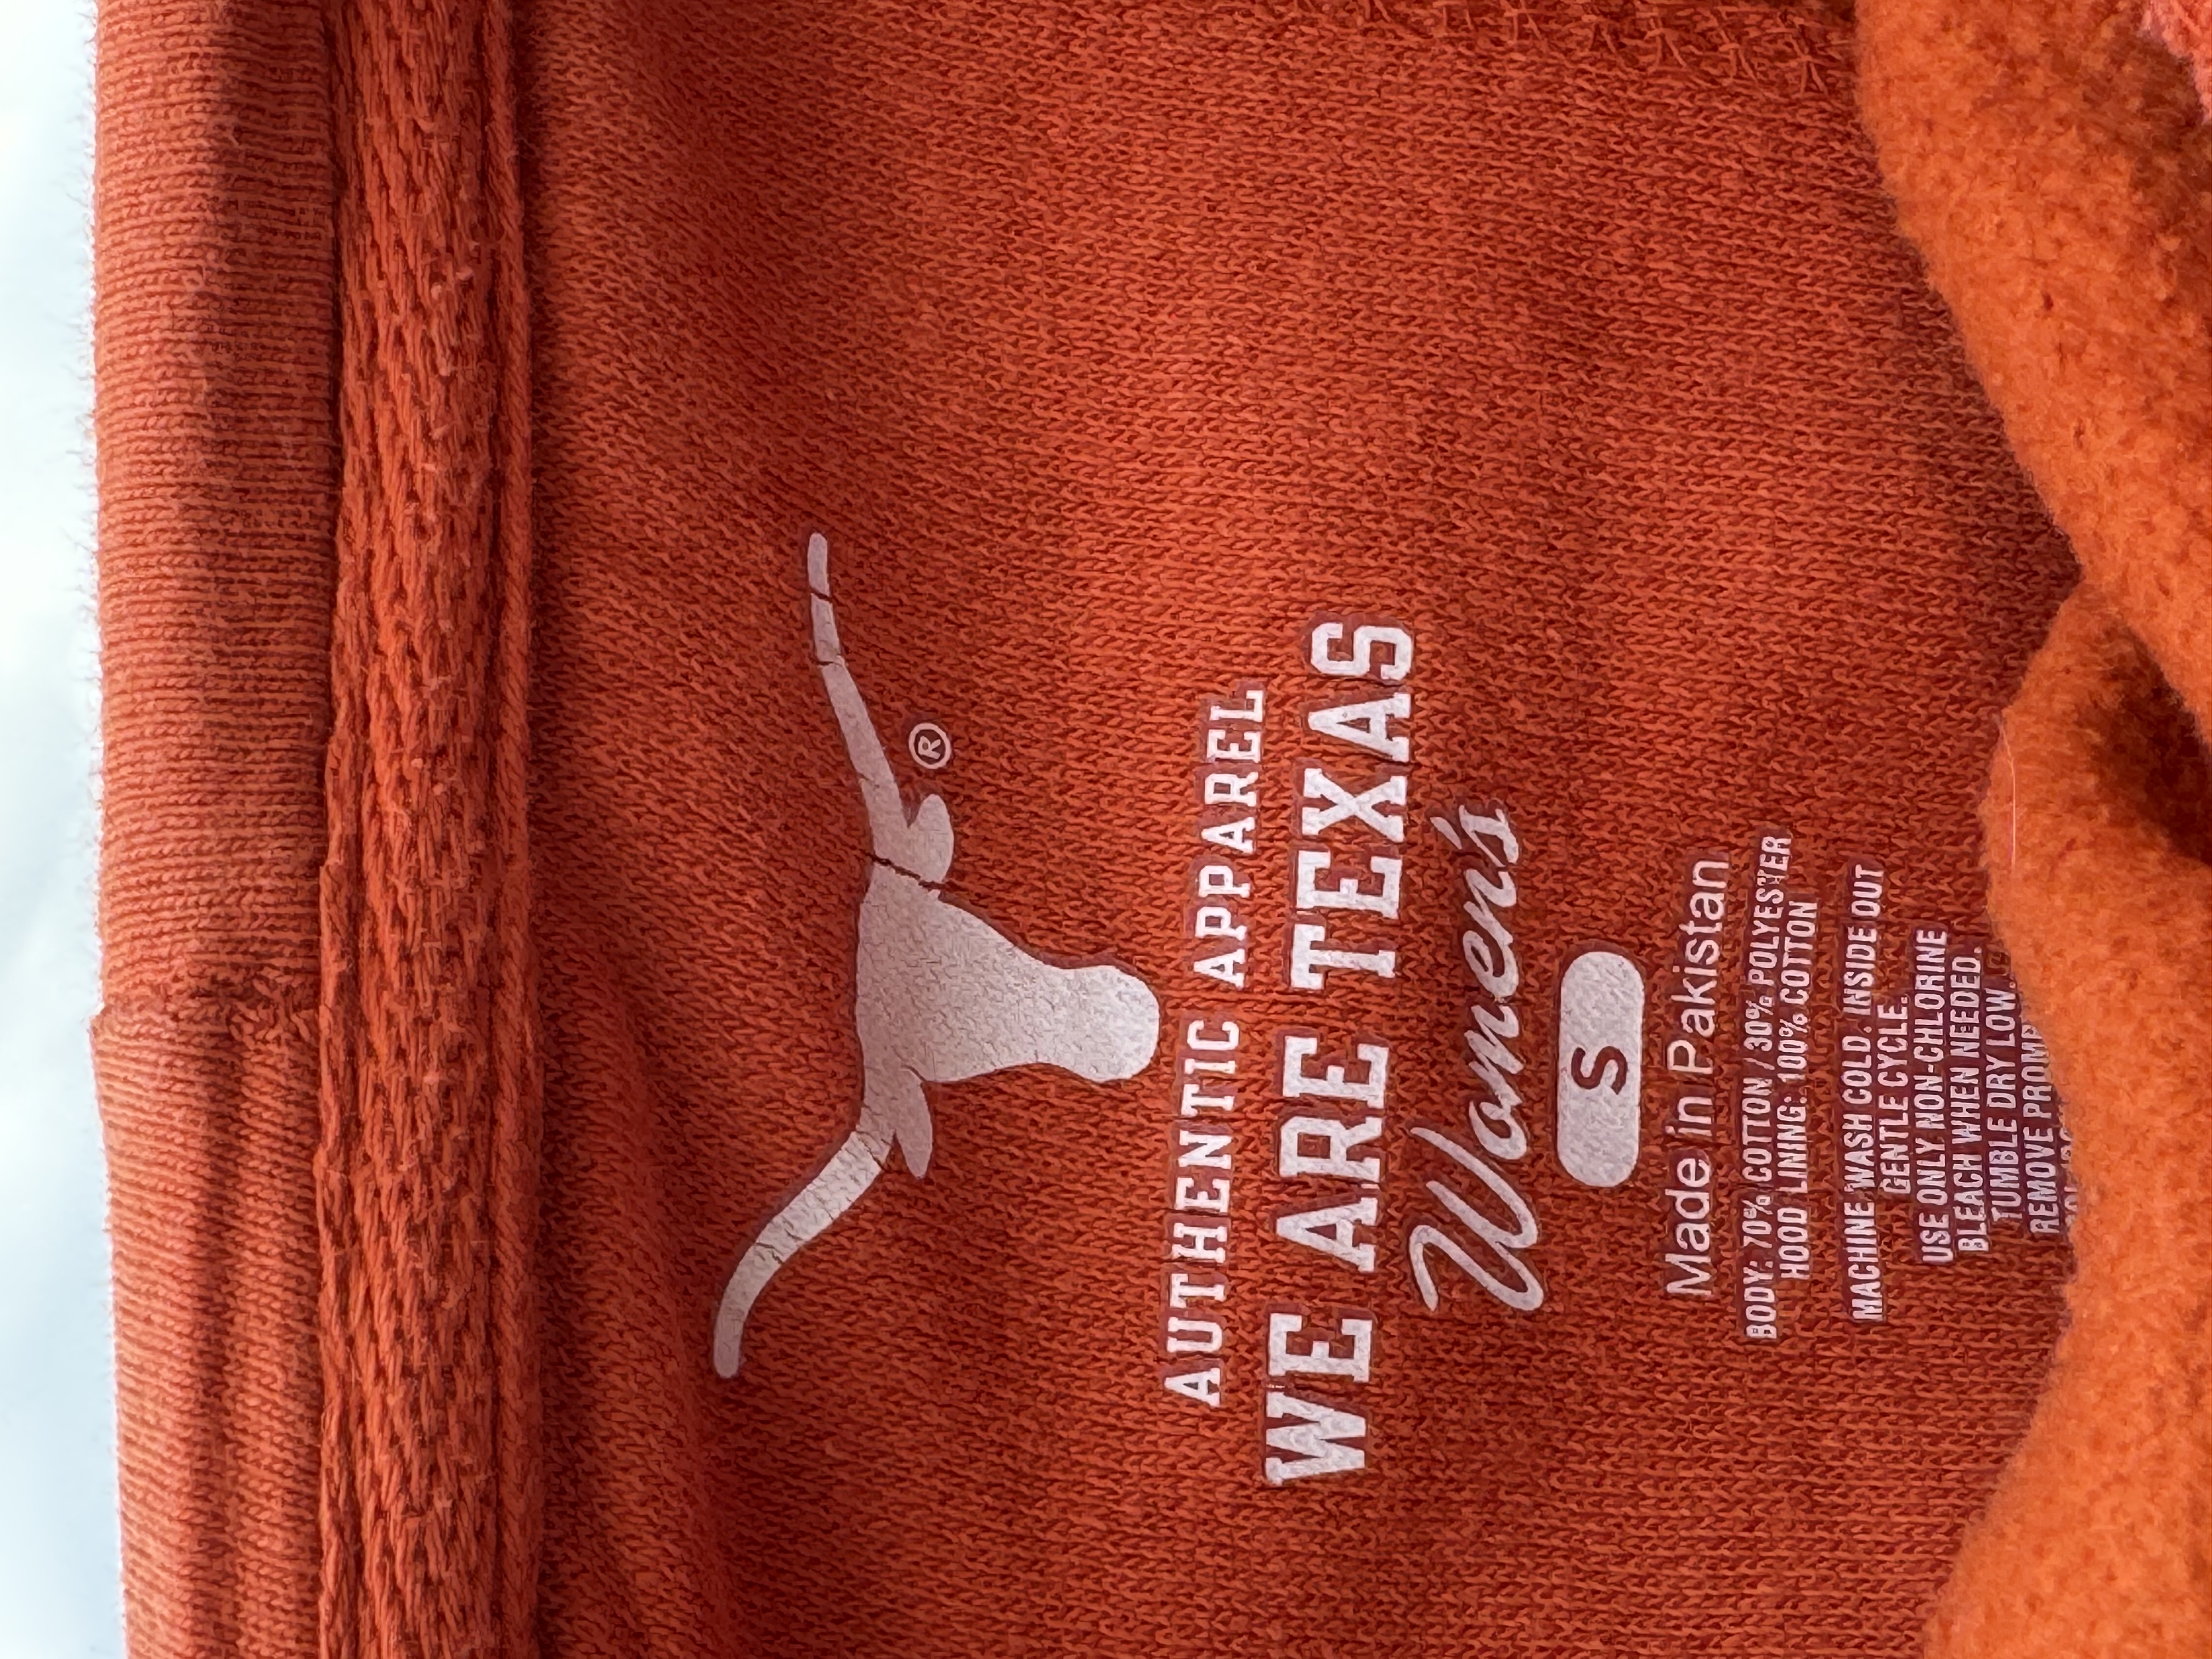 ®
AUTHENTIC APPAREL
WE ARE TEXAS
Women's
S
Made in Pakistan
BODY: 70% COTTON / 30% POLYESTER
HOOD LINING: 100% COTTON
MACHINE WASH COLD. INSIDE OUT
GENTLE CYCLE.
USE ONLY NON-CHLORINE
BLEACH WHEN NEEDED.
TUMBLE DRY LOW.
REMOVE